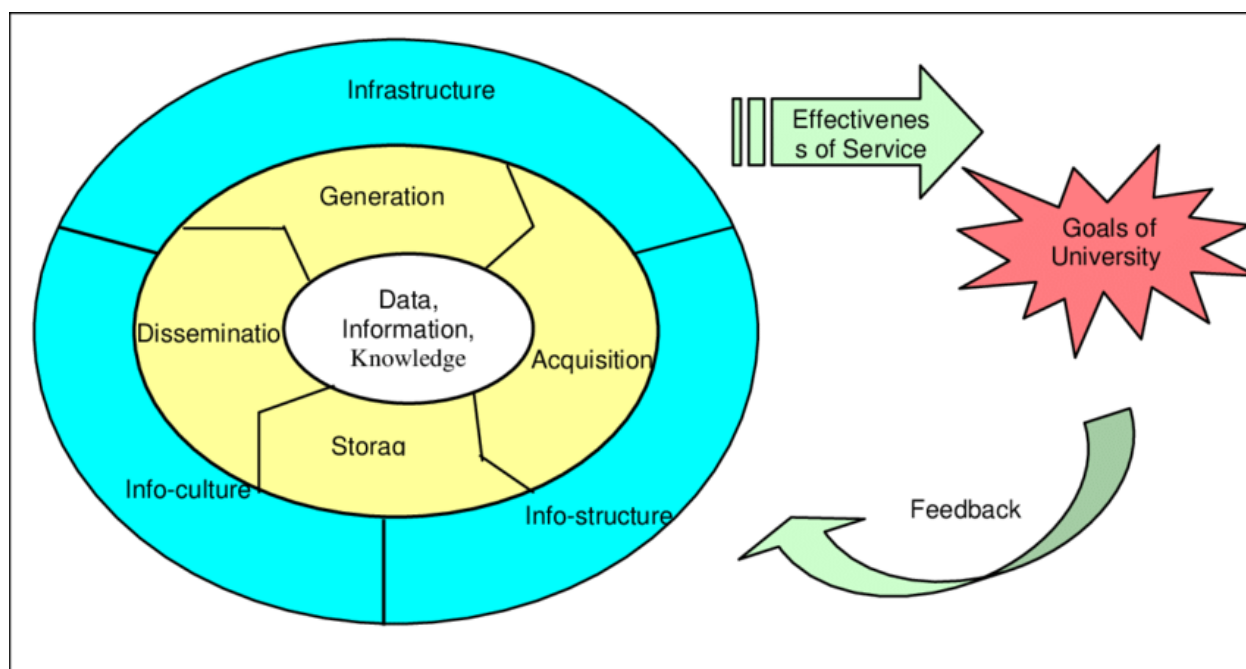 Infrastructure
Generation
Effectivenes
s of Service
Goals of
University
Data,
Information,
Knowledge
Disseminatio
Acquisition
Storag
Info-culture
Info-structure
Feedback